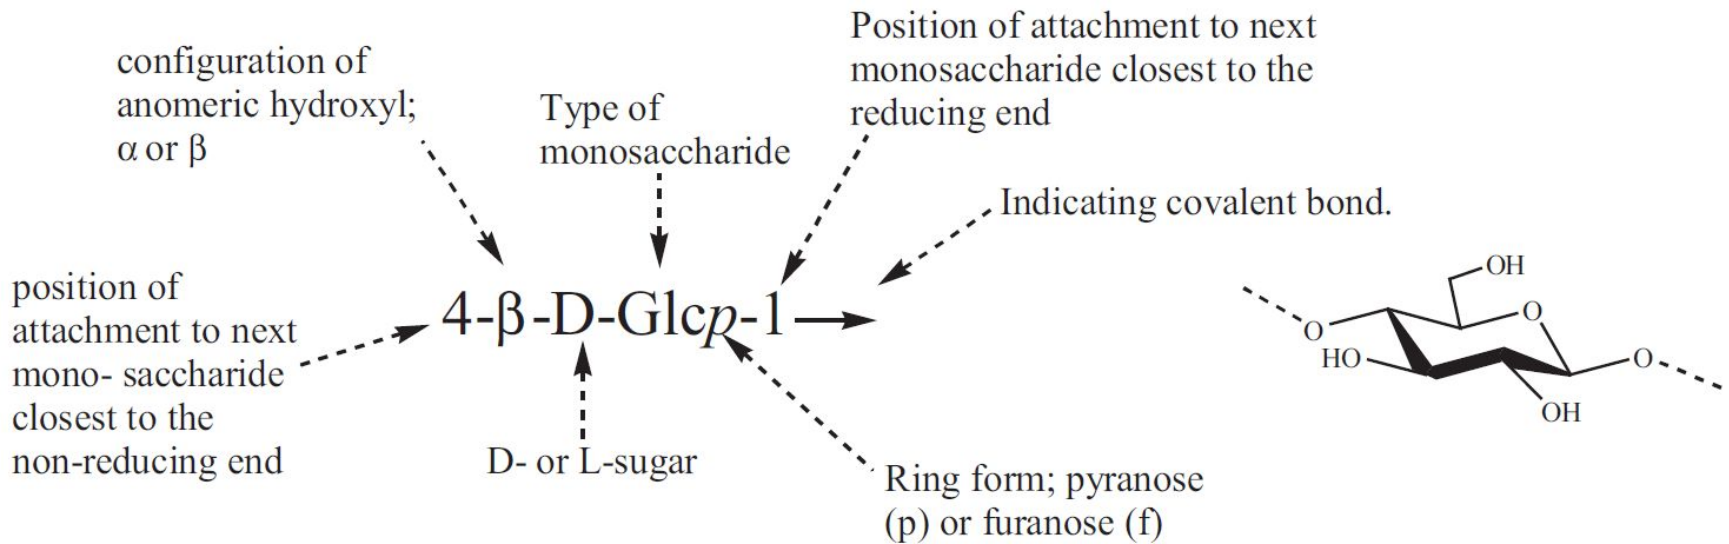 configuration of
anomeric hydroxyl;
α or β
Type of
monosaccharide
Position of attachment to next
monosaccharide closest to the
reducing end
Indicating covalent bond.
position of
attachment to next
mono- saccharide
closest to the
non-reducing end
4-β-D-Glcp-1
D- or L-sugar
Ring form; pyranose
(p) or furanose (f)
OH
O
O
HO
O
OH